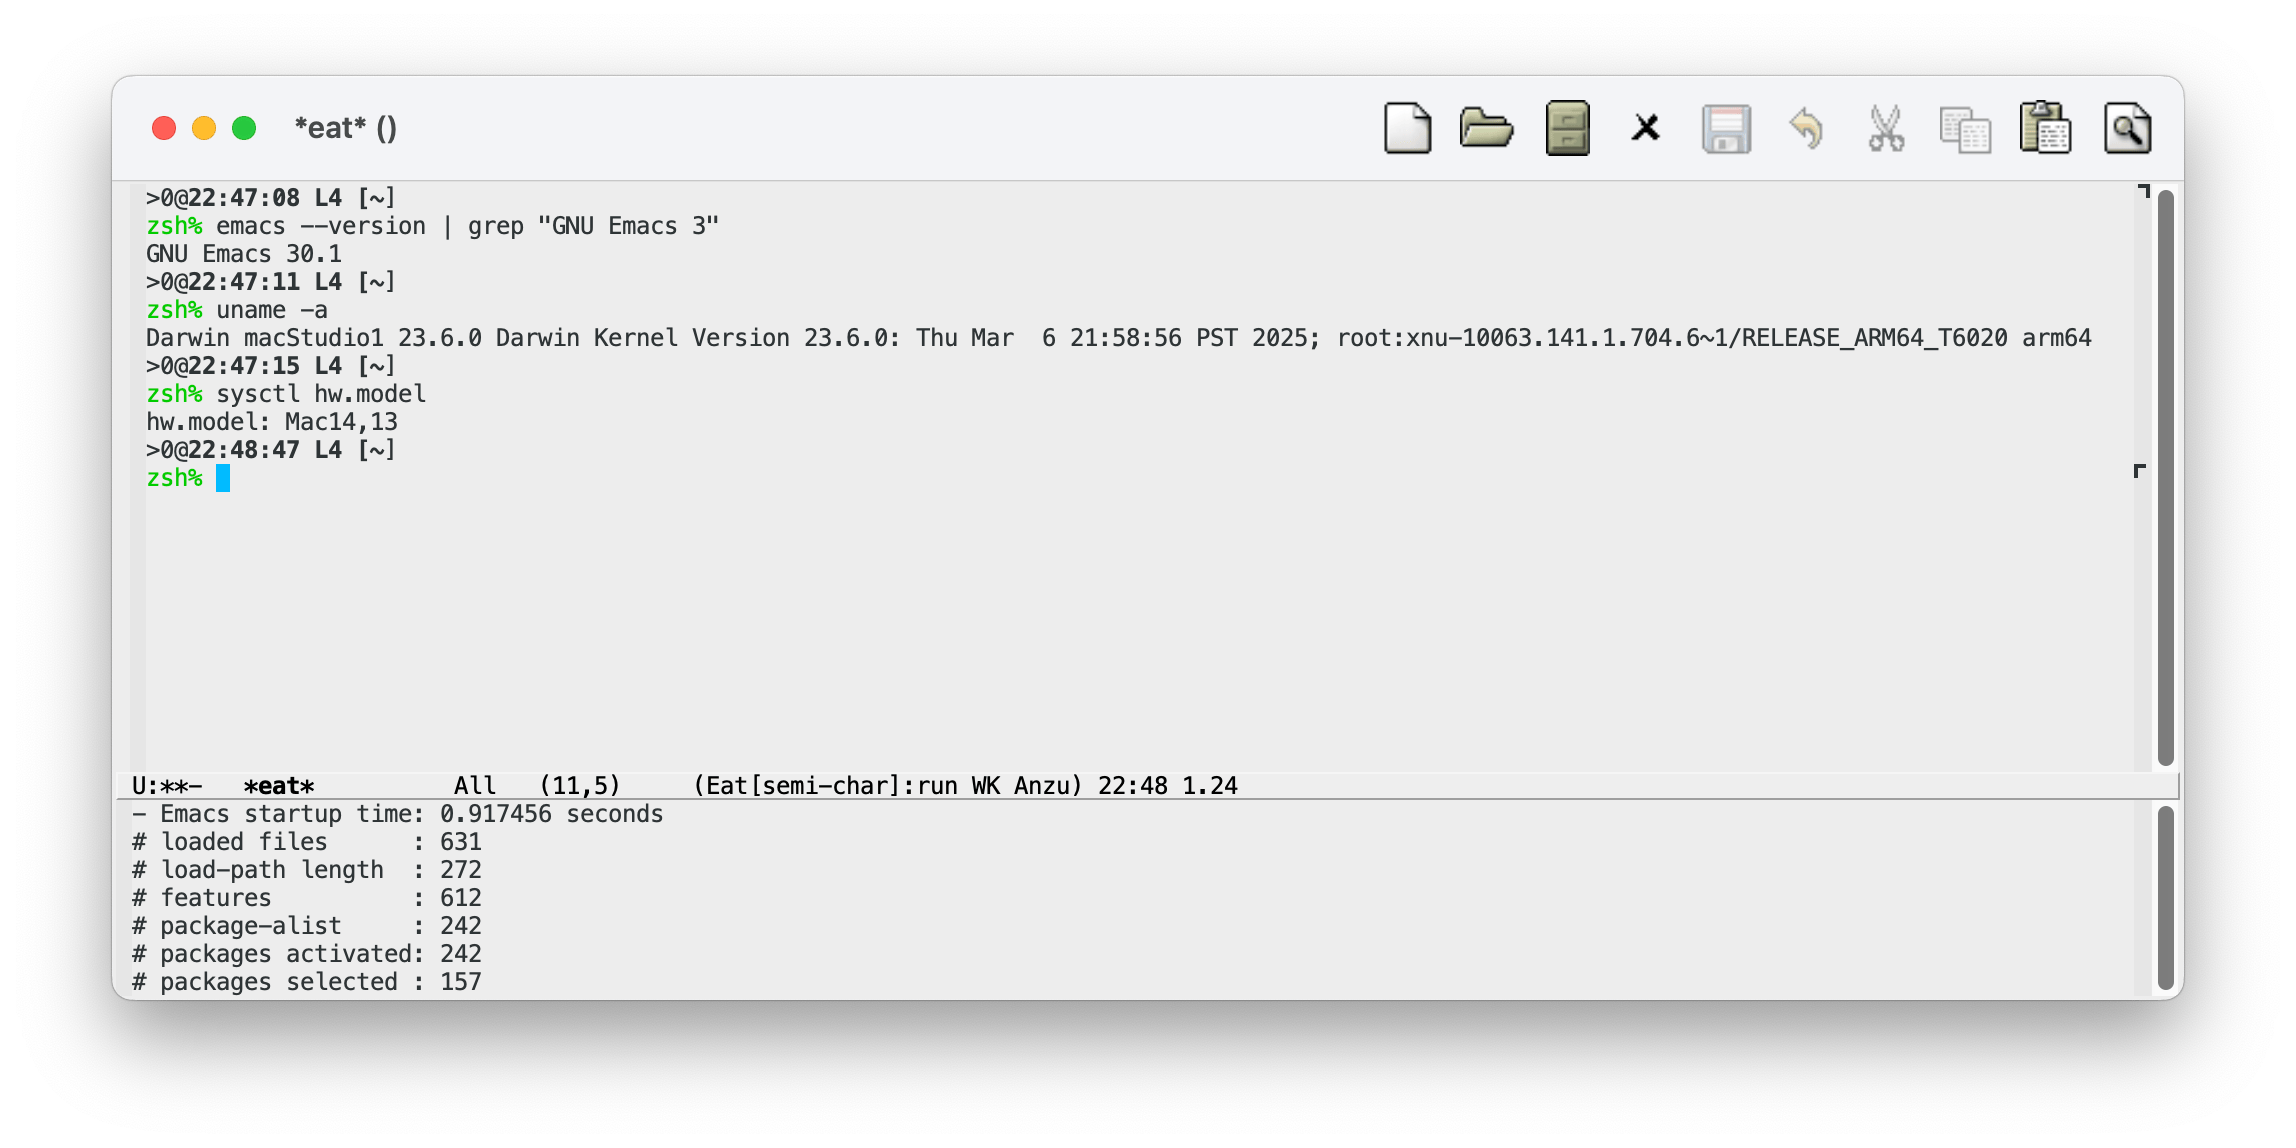 *eat* ()
>0@22:47:08 L4 [~]
zsh% emacs --version | grep "GNU Emacs 3"
GNU Emacs 30.1
>0@22:47:11 L4 [~]
zsh% uname -a
Darwin macStudio1 23.6.0 Darwin Kernel Version 23.6.0: Thu Mar  6 21:58:56 PST 2025; root:xnu-10063.141.1.704.6~1/RELEASE_ARM64_T6020 arm64
>0@22:47:15 L4 [~]
zsh% sysctl hw.model
hw.model: Mac14,13
>0@22:48:47 L4 [~]
zsh%
U:**-   *eat*          All   (11,5)     (Eat[semi-char]:run WK Anzu) 22:48 1.24
- Emacs startup time: 0.917456 seconds
# loaded files      : 631
# load-path length  : 272
# features          : 612
# package-alist     : 242
# packages activated: 242
# packages selected : 157